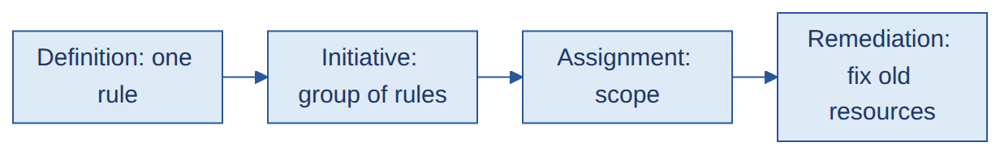 Definition: one
rule
Initiative:
group of rules
Assignment:
scope
Remediation:
fix old
resources